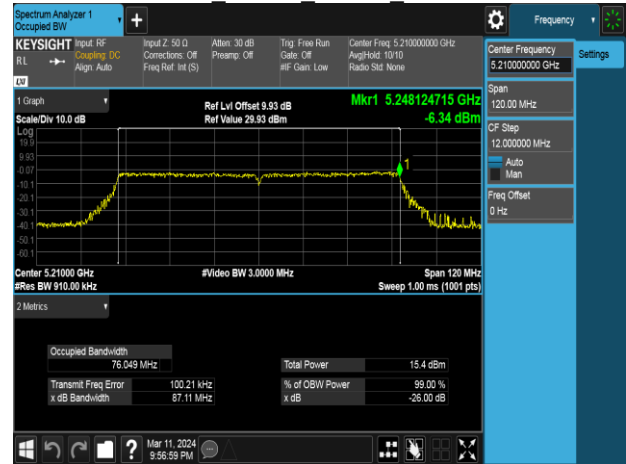 Spectrum Analyzer 1
Occupied BW
Frequency
KEYSIGHT
RL
LXI
Input: RF
Coupling: DC
Align: Auto
Input Z: 50 Ω
Corrections: Off
Freq Ref: Int (S)
Atten: 30 dB
Preamp: Off
Trig: Free Run
Gate: Off
#IF Gain: Low
Center Freq: 5.210000000 GHz
Avg|Hold: 10/10
Radio Std: None
Center Frequency
5.210000000 GHz
Settings
Span
120.00 MHz
CF Step
12.000000 MHz
Auto
Man
Freq Offset
0 Hz
1 Graph
Scale/Div 10.0 dB
Ref Lvl Offset 9.93 dB
Ref Value 29.93 dBm
Mkr1 5.248124715 GHz
-6.34 dBm
Log
19.9
9.93
-0.07
-10.1
-20.1
-30.1
-40.1
-50.1
-60.1
1
Center 5.21000 GHz
#Res BW 910.00 kHz
#Video BW 3.0000 MHz
Span 120 MHz
Sweep 1.00 ms (1001 pts)
2 Metrics
Occupied Bandwidth
76.049 MHz
Total Power 15.4 dBm
Transmit Freq Error 100.21 kHz
% of OBW Power 99.00 %
x dB Bandwidth 87.11 MHz
x dB -26.00 dB
Mar 11, 2024
9:56:59 PM